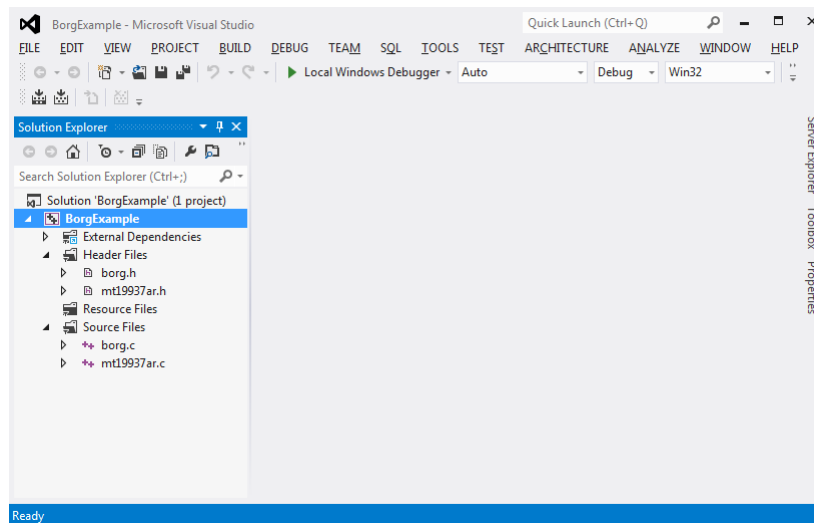 BorgExample - Microsoft Visual Studio
Quick Launch (Ctrl+Q)
FILE EDIT VIEW PROJECT BUILD DEBUG TEAM SQL TOOLS TEST ARCHITECTURE ANALYZE WINDOW HELP
Local Windows Debugger Auto Debug Win32
Solution Explorer
Search Solution Explorer (Ctrl+;)
Solution 'BorgExample' (1 project)
BorgExample
External Dependencies
Header Files
borg.h
mt19937ar.h
Resource Files
Source Files
borg.c
mt19937ar.c
Server Explorer
Toolbox
Properties
Ready